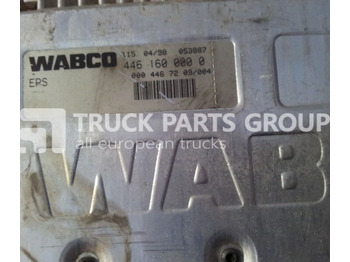 115 04/98 053887
WABCO 446 160 000 0
EPS 000 446 72 09/004
TRUCK PARTS GROUP
all european trucks
WAB